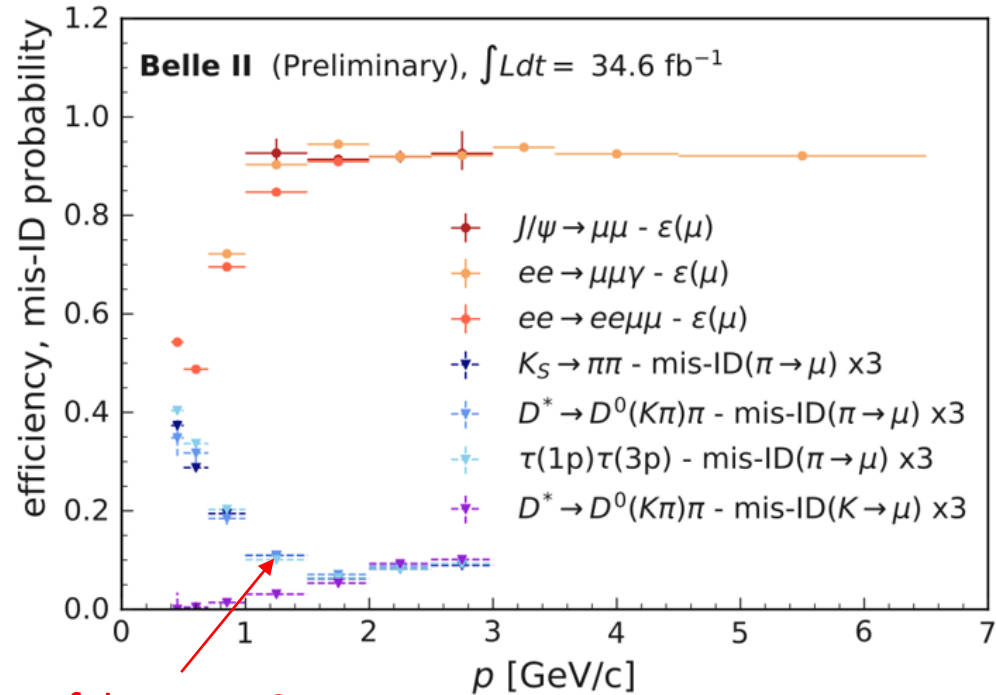 1.2
1.0
0.8
0.6
0.4
0.2
0.0
efficiency, mis-ID probability
Belle II (Preliminary), ∫Ldt = 34.6 fb⁻¹
J/ψ→μμ - ε(μ)
ee→μμγ - ε(μ)
ee→eeμμ - ε(μ)
K_S→ππ - mis-ID(π→μ) x3
D*→D⁰(Kπ)π - mis-ID(π→μ) x3
τ(1p)τ(3p) - mis-ID(π→μ) x3
D*→D⁰(Kπ)π - mis-ID(K→μ) x3
0 1 2 3 4 5 6 7
p [GeV/c]